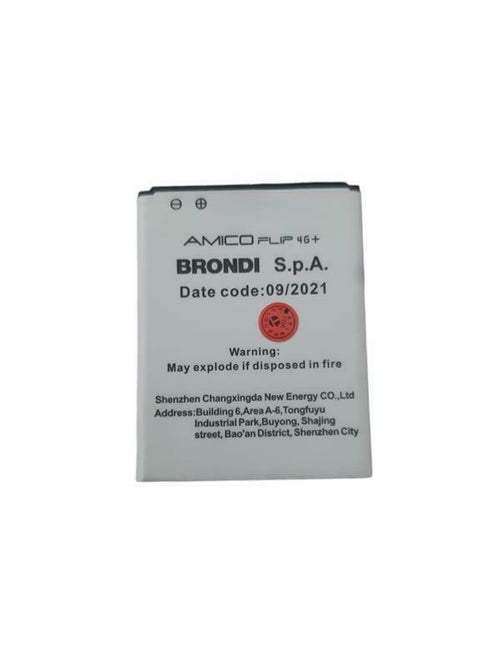 AMICO FLIP 4G+
BRONDI S.p.A.
Date code:09/2021
Warning:
May explode if disposed in fire
Shenzhen Changxingda New Energy CO.,Ltd
Address:Building 6,Area A-6,Tongfuyu
Industrial Park,Buyong, Shajing
street, Bao'an District, Shenzhen City